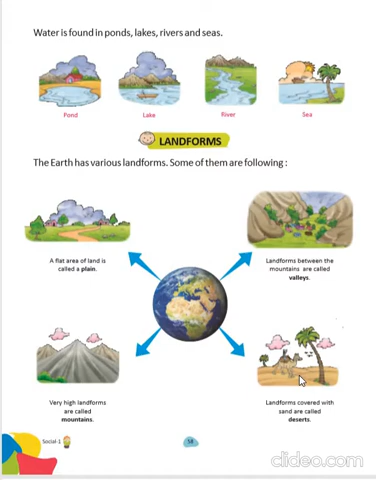 Water is found in ponds, lakes, rivers and seas.
Pond
Lake
River
Sea
LANDFORMS
The Earth has various landforms. Some of them are following :
A flat area of land is
called a plain.
Landforms between the
mountains are called
valleys.
Very high landforms
are called
mountains.
Landforms covered with
sand are called
deserts.
Social-1
58
clideo.com